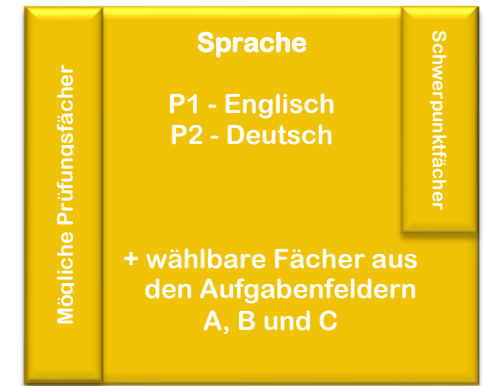 Mögliche Prüfungsfächer
Sprache
P1 - Englisch
P2 - Deutsch
+ wählbare Fächer aus
den Aufgabenfeldern
A, B und C
Schwerpunktfächer